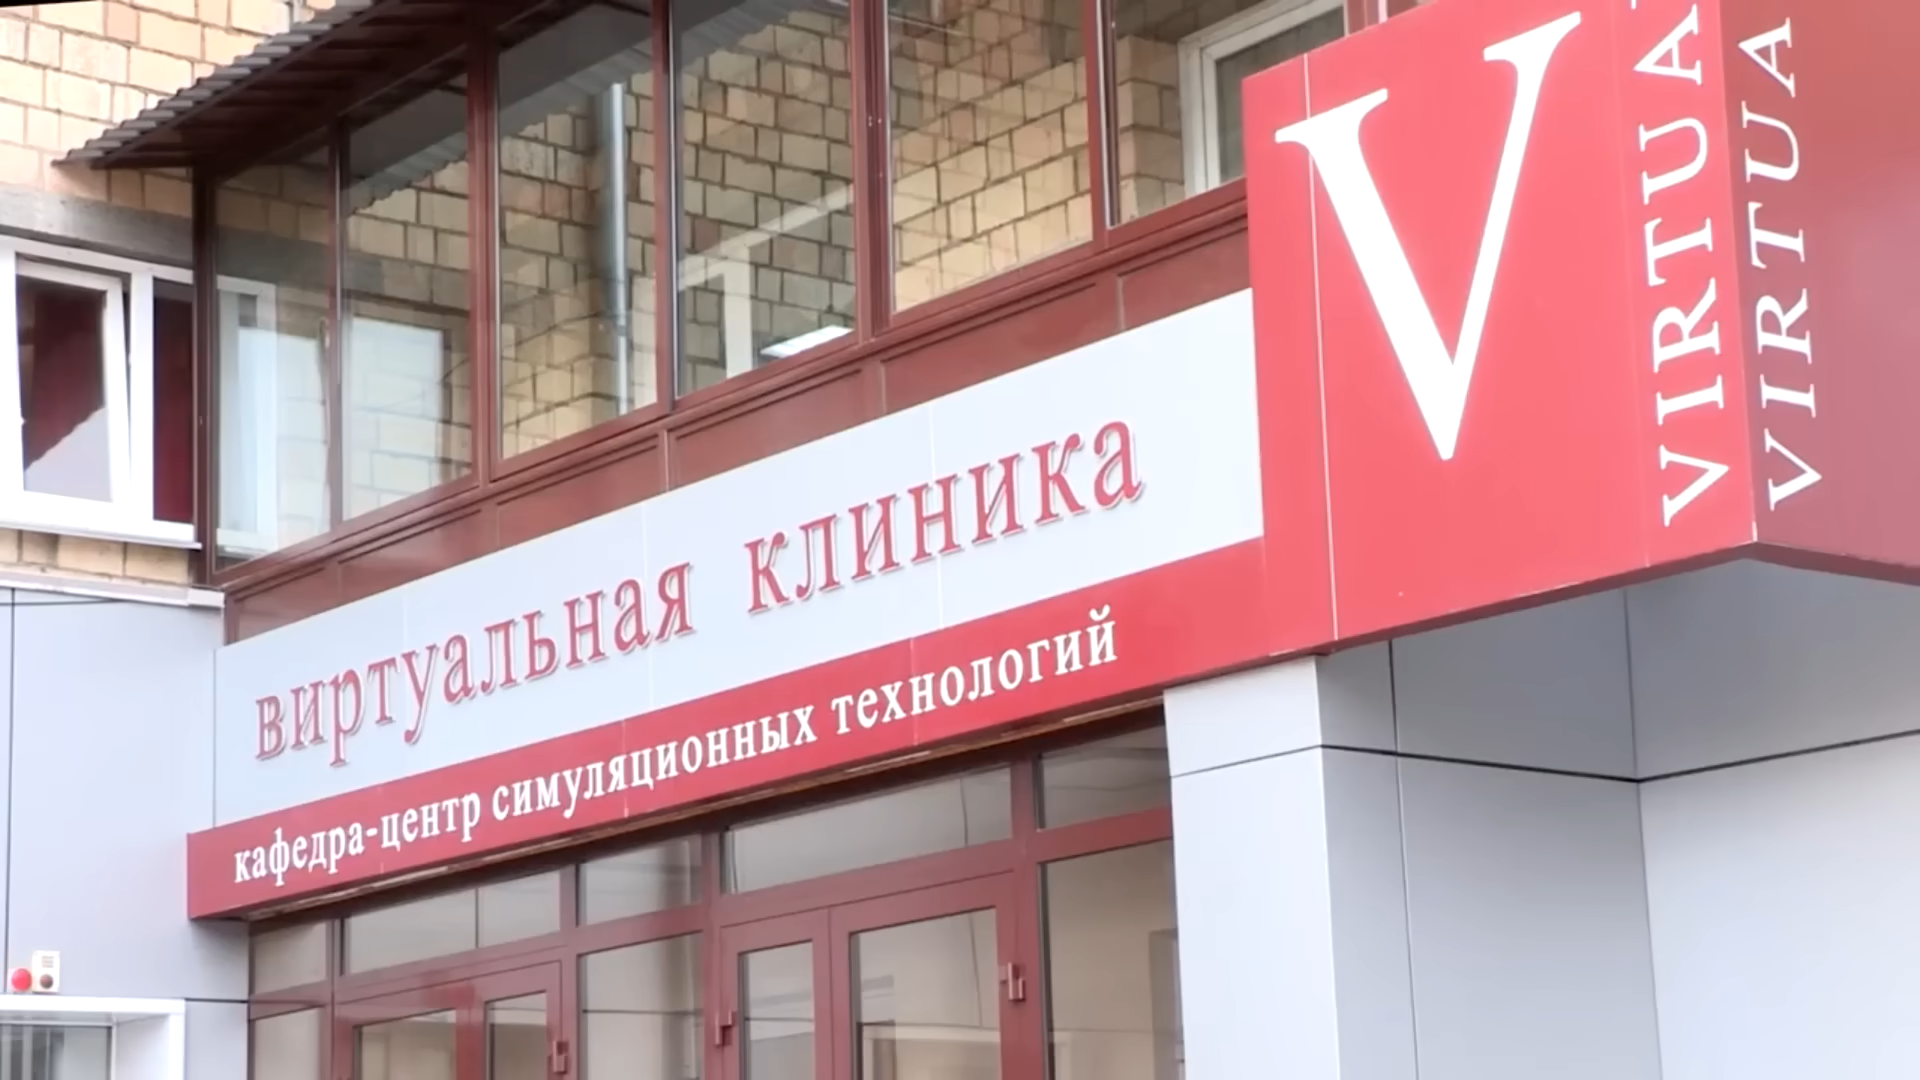 виртуальная клиника
кафедра-центр симуляционных технологий
V
VIRTUA
VIRTUA